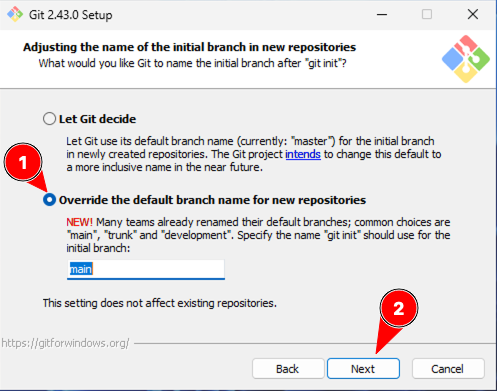 Git 2.43.0 Setup
Adjusting the name of the initial branch in new repositories
What would you like Git to name the initial branch after "git init"?
Let Git decide
Let Git use its default branch name (currently: "master") for the initial branch
in newly created repositories. The Git project intends to change this default to
a more inclusive name in the near future.
1
Override the default branch name for new repositories
NEW! Many teams already renamed their default branches; common choices are
"main", "trunk" and "development". Specify the name "git init" should use for the
initial branch:
main
This setting does not affect existing repositories.
2
https://gitforwindows.org/
Back
Next
Cancel